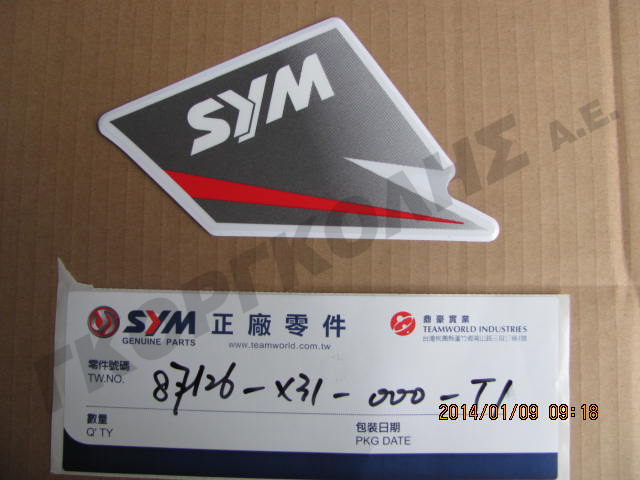 SYM
ΓΚΟΡΓΚΟΛΗΣ Α.Ε.
SYM 正廠零件
GENUINE PARTS
www.teamworld.com.tw
鼎豪實業
TEAMWORLD INDUSTRIES
零件號碼
TW.NO. 87126-X31-000-T1
數量
Q'TY
包裝日期
PKG DATE
2014/01/09 09:18